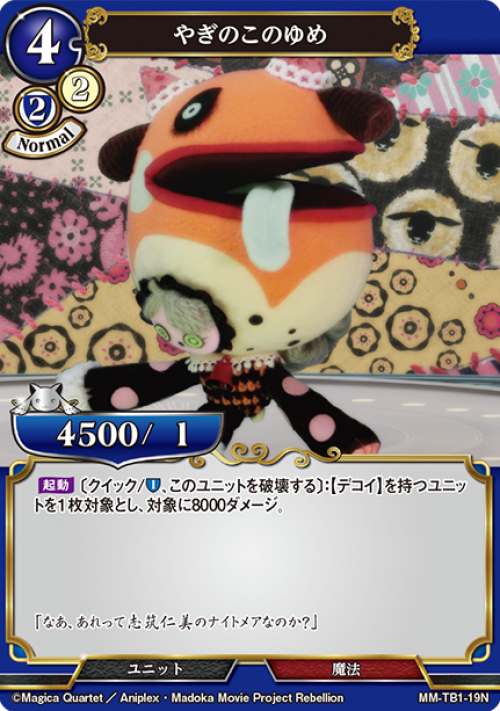 4
やぎのこのゆめ
2
2
Normal
4500/ 1
起動 〔クイック/1、このユニットを破壊する〕:【デコイ】を持つユニッ
トを1枚対象とし、対象に8000ダメージ。
「なあ、あれって志筑仁美のナイトメアなのか?」
ユニット 魔法
©Magica Quartet / Aniplex・Madoka Movie Project Rebellion MM-TB1-19N